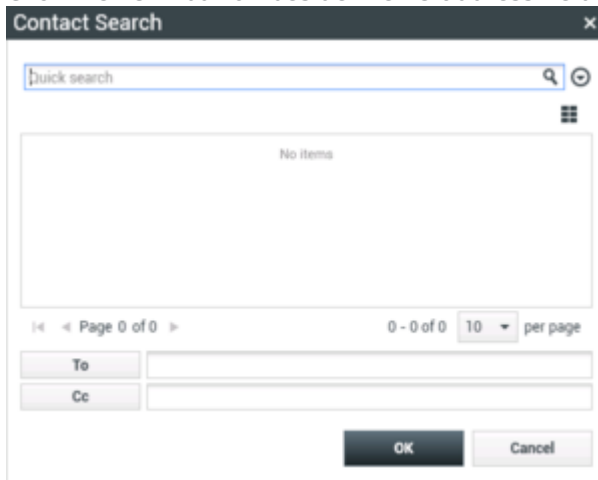 Contact Search
Quick search
No items
Page 0 of 0
0 - 0 of 0 10 per page
To
Cc
OK Cancel